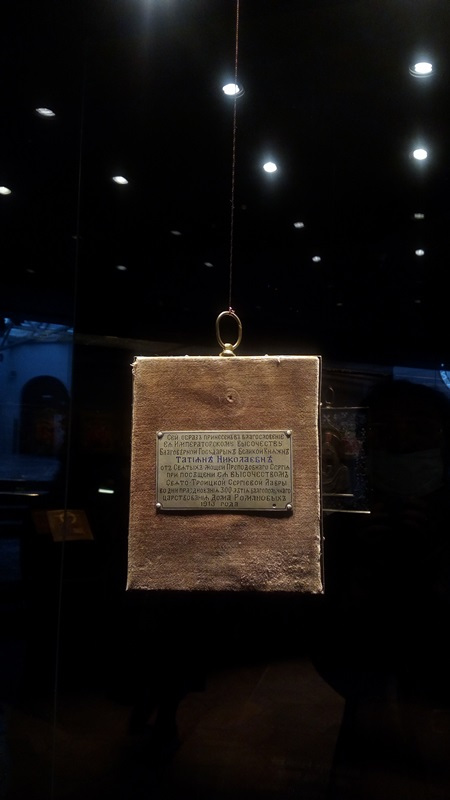 Сей образъ принесенъ въ благословенiе
Ея Императорскому Высочеству
Благовѣрной Государынѣ Великой Княжнѣ
Татiанѣ Николаевнѣ
отъ Святыхъ мощей Преподобнаго Сергiя
при посѣщенiи Ея Высочествомъ
Свято-Троицкой Сергiевой Лавры
во дни празднованiя 300-летiя благополучнаго
царствованiя Дома Романовыхъ
1913 года